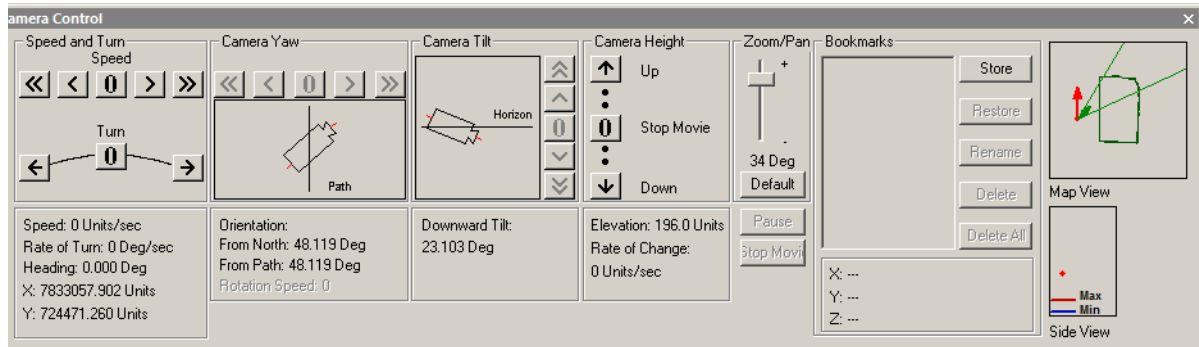 amera Control
Speed and Turn
Speed
0
Turn
0
Speed: 0 Units/sec
Rate of Turn: 0 Deg/sec
Heading: 0.000 Deg
X: 7833057.902 Units
Y: 724471.260 Units
Camera Yaw
0
Path
Orientation:
From North: 48.119 Deg
From Path: 48.119 Deg
Rotation Speed: 0
Camera Tilt
Horizon
0
Downward Tilt:
23.103 Deg
Camera Height
Up
0 Stop Movie
Down
Elevation: 196.0 Units
Rate of Change:
0 Units/sec
Zoom/Pan
+
-
34 Deg
Default
Pause
Stop Movi
Bookmarks
Store
Restore
Rename
Delete
Delete All
X: ---
Y: ---
Z: ---
Map View
Max
Min
Side View